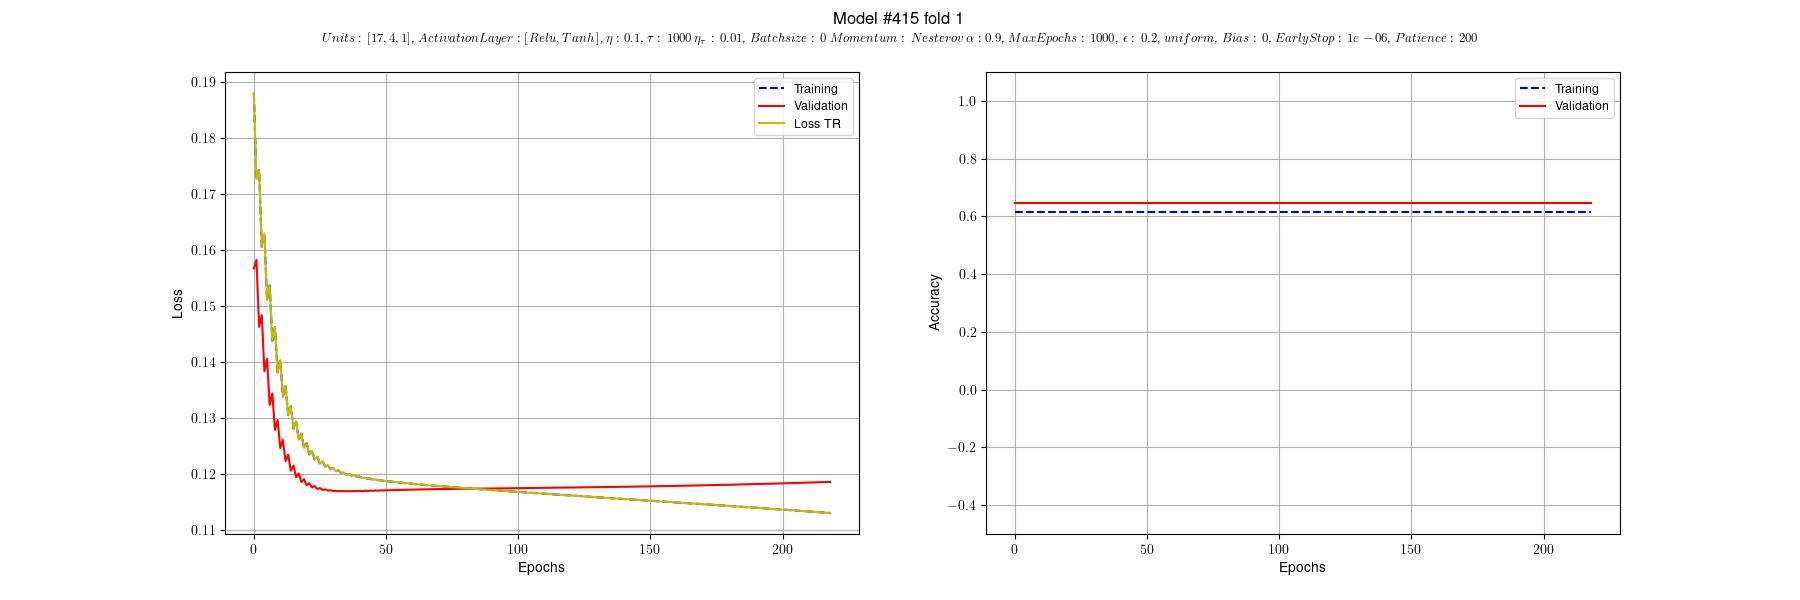 Model #415 fold 1
Units : [17, 4, 1], ActivationLayer : [Relu, Tanh], η : 0.1, τ : 1000 ητ : 0.01, Batchsize : 0 Momentum : Nesterov α : 0.9, MaxEpochs : 1000, ϵ : 0.2, uniform, Bias : 0, EarlyStop : 1e − 06, Patience : 200
0.19
0.18
0.17
0.16
0.15
0.14
0.13
0.12
0.11
Loss
0 50 100 150 200
Epochs
Training
Validation
Loss TR
1.0
0.8
0.6
0.4
0.2
0.0
−0.2
−0.4
Accuracy
0 50 100 150 200
Epochs
Training
Validation